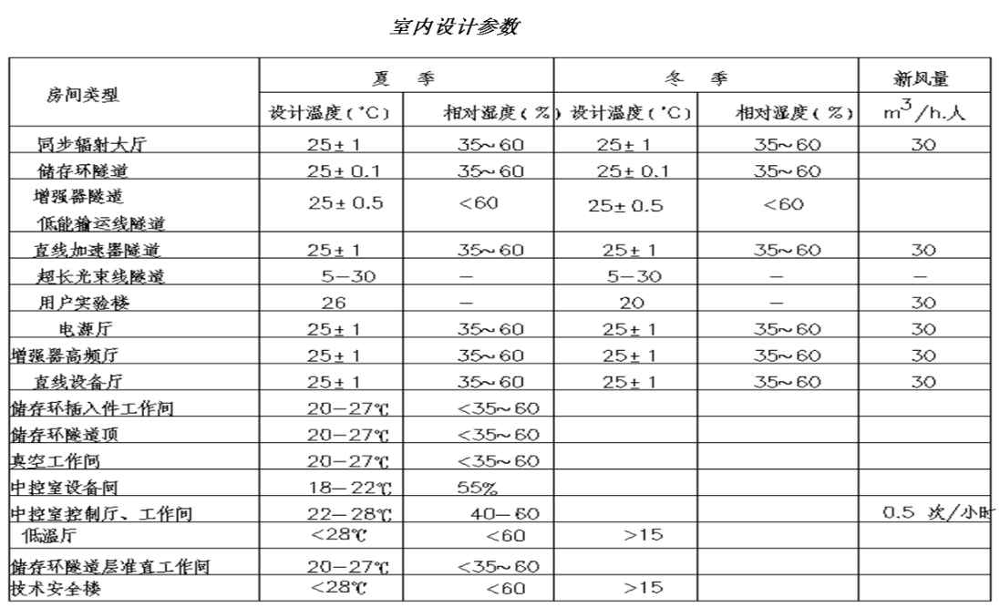 室内设计参数
房间类型 夏 季 冬 季 新风量
设计温度(°C) 相对湿度(%) 设计温度(°C) 相对湿度(%) m³/h.人
同步辐射大厅 25±1 35~60 25±1 35~60 30
储存环隧道 25±0.1 35~60 25±0.1 35~60
增强器隧道 25±0.5 <60 25±0.5 <60
低能输运线隧道
直线加速器隧道 25±1 35~60 25±1 35~60 30
超长光束线隧道 5-30 - 5-30 - -
用户实验楼 26 - 20 - 30
电源厅 25±1 35~60 25±1 35~60 30
增强器高频厅 25±1 35~60 25±1 35~60 30
直线设备厅 25±1 35~60 25±1 35~60 30
储存环插入件工作间 20-27℃ <35~60
储存环隧道顶 20-27℃ <35~60
真空工作间 20-27℃ <35~60
中控室设备间 18-22℃ 55%
中控室控制厅、工作间 22-28℃ 40-60 0.5 次/小时
低温厅 <28℃ <60 >15
储存环隧道层准直工作间 20-27℃ <35~60
技术安全楼 <28℃ <60 >15